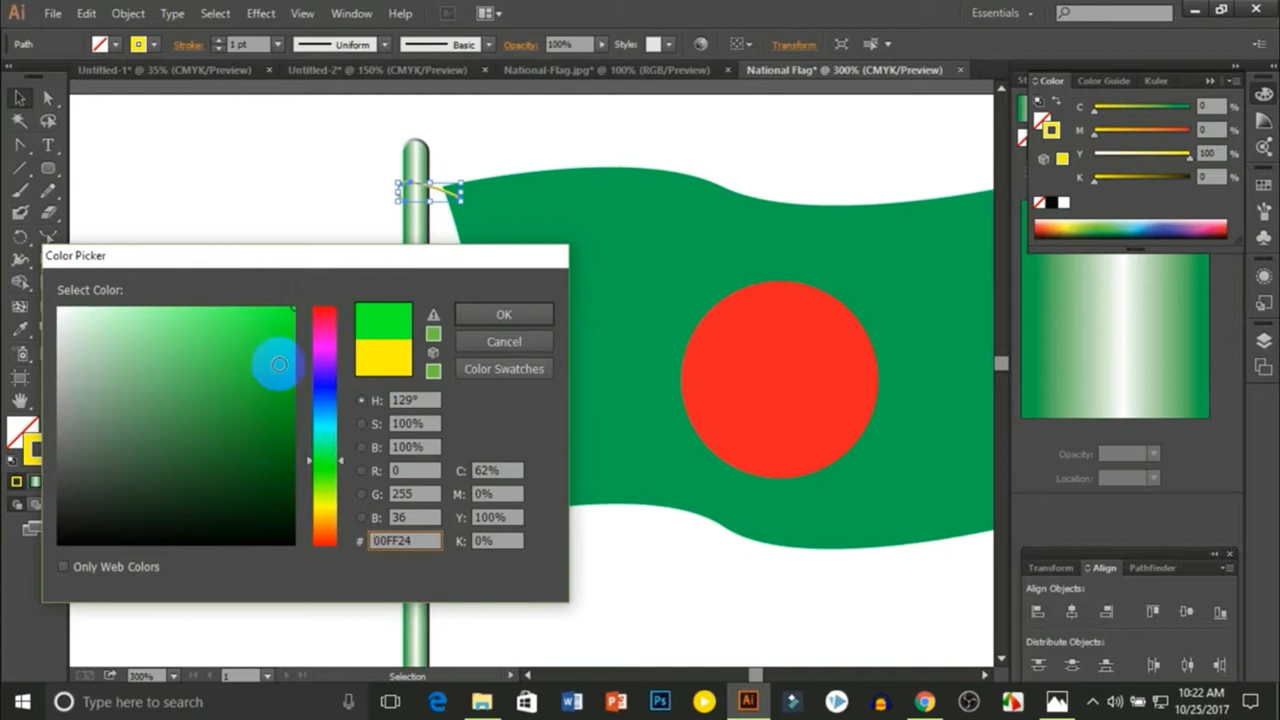 Ai File Edit Object Type Select Effect View Window Help Br Essentials
Path Stroke: 1 pt Uniform Basic Opacity: 100% Style: Transform
Untitled-1* @ 35% (CMYK/Preview) × Untitled-2* @ 150% (CMYK/Preview) × National-Flag.jpg* @ 100% (RGB/Preview) × National Flag* @ 300% (CMYK/Preview) ×
Color Color Guide Kuler
C 0 %
M 0 %
Y 100 %
K 0 %
Color Picker
Select Color:
OK
Cancel
Color Swatches
H: 129°
S: 100%
B: 100%
R: 0 C: 62%
G: 255 M: 0%
B: 36 Y: 100%
# 00FF24 K: 0%
Only Web Colors
Opacity:
Location:
Transform Align Pathfinder
Align Objects:
Distribute Objects:
300% 1 Selection
Type here to search
10:22 AM
10/25/2017